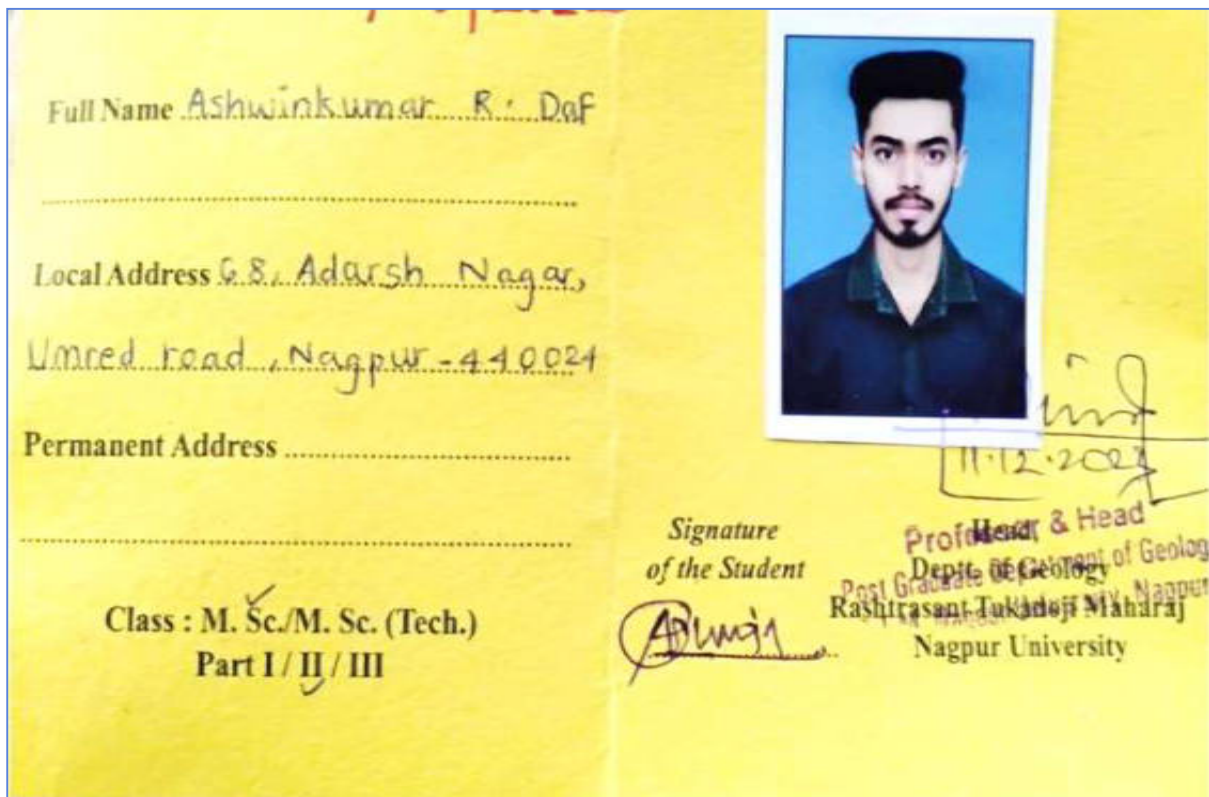 Full Name Ashwinkumar R. Daf
Local Address 68, Adarsh Nagar,
Umred road, Nagpur-440024
Permanent Address
Class : M. Sc./M. Sc. (Tech.)
Part I / II / III
11.12.2023
Signature
of the Student
Professor & Head
Head
Post Graduate Department of Geology
Deptt. of Geology
Rashtrasant Tukadoji Maharaj
Nagpur University